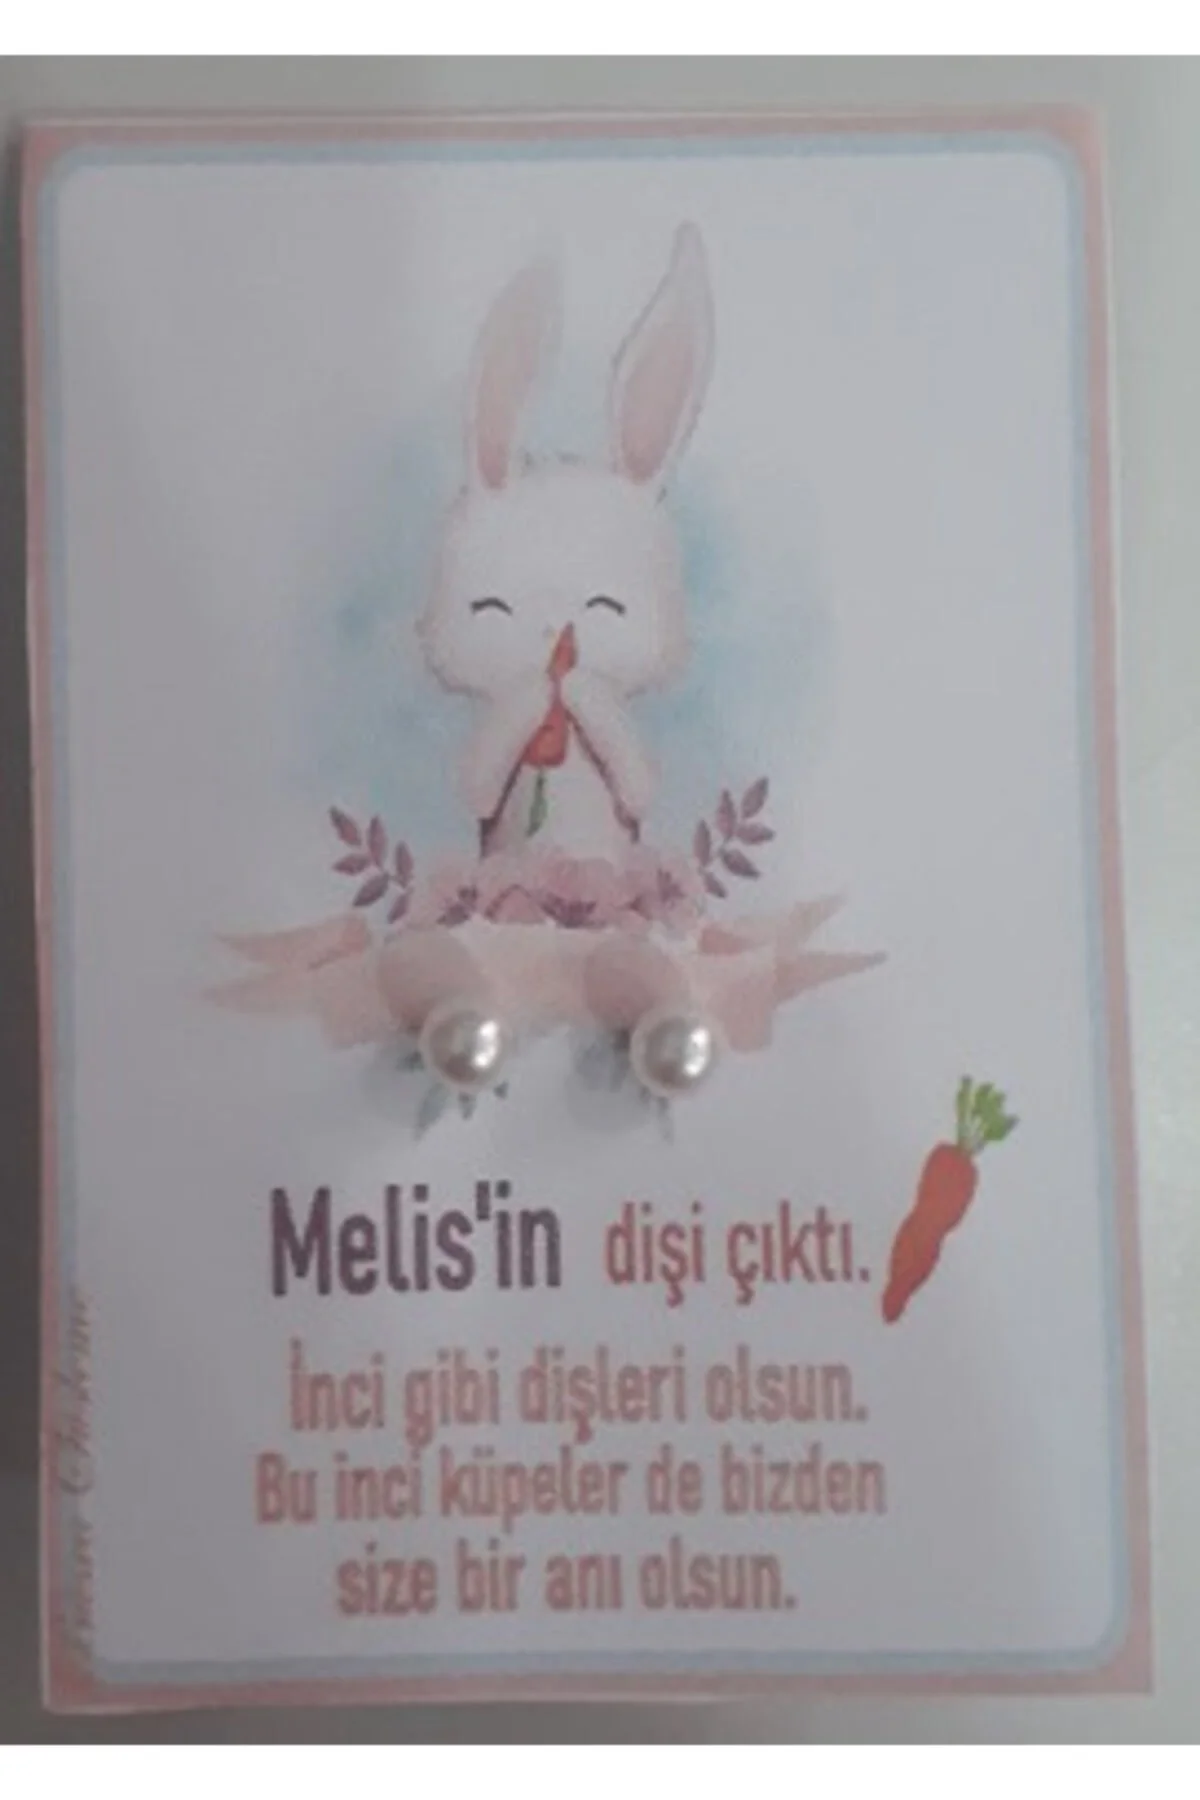 Melis'in dişi çıktı.
İnci gibi dişleri olsun.
Bu inci küpeler de bizden
size bir anı olsun.